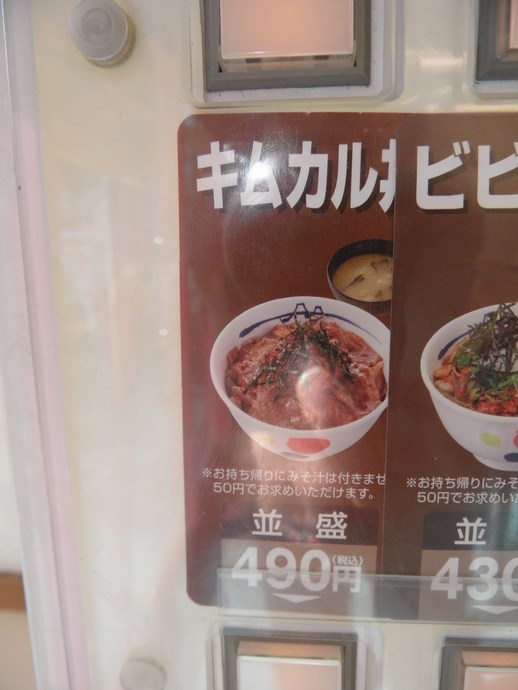 キムカル丼
※お持ち帰りにみそ汁は付きませ
50円でお求めいただけます。
並 盛
490円(税込)
ビビ
※お持ち帰りにみそ
50円でお求めい
並
430